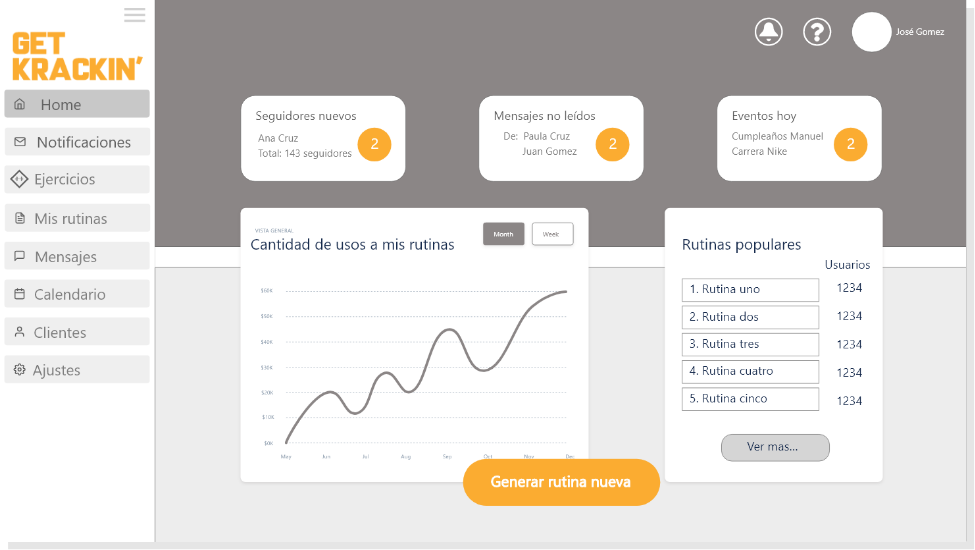 GET
KRACKIN'
Home
Notificaciones
Ejercicios
Mis rutinas
Mensajes
Calendario
Clientes
Ajustes
José Gomez
Seguidores nuevos
Ana Cruz
Total: 143 seguidores
2
Mensajes no leídos
De: Paula Cruz
Juan Gomez
2
Eventos hoy
Cumpleaños Manuel
Carrera Nike
2
VISTA GENERAL
Cantidad de usos a mis rutinas
Month
Week
$60K
$50K
$40K
$30K
$20K
$10K
$0K
May Jun Jul Aug Sep Oct Nov Dec
Generar rutina nueva
Rutinas populares
Usuarios
1. Rutina uno 1234
2. Rutina dos 1234
3. Rutina tres 1234
4. Rutina cuatro 1234
5. Rutina cinco 1234
Ver mas...